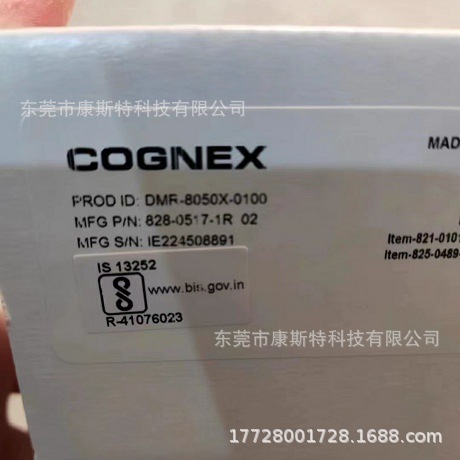 东莞市康斯特科技有限公司
COGNEX
MAD
PROD ID: DMR-8050X-0100
MFG P/N: 828-0517-1R 02
MFG S/N: IE224508891
Item-821-0101
Item-825-0489-
IS 13252
www.bis.gov.in
R-41076023
东莞市康斯特科技有限公司
17728001728.1688.com